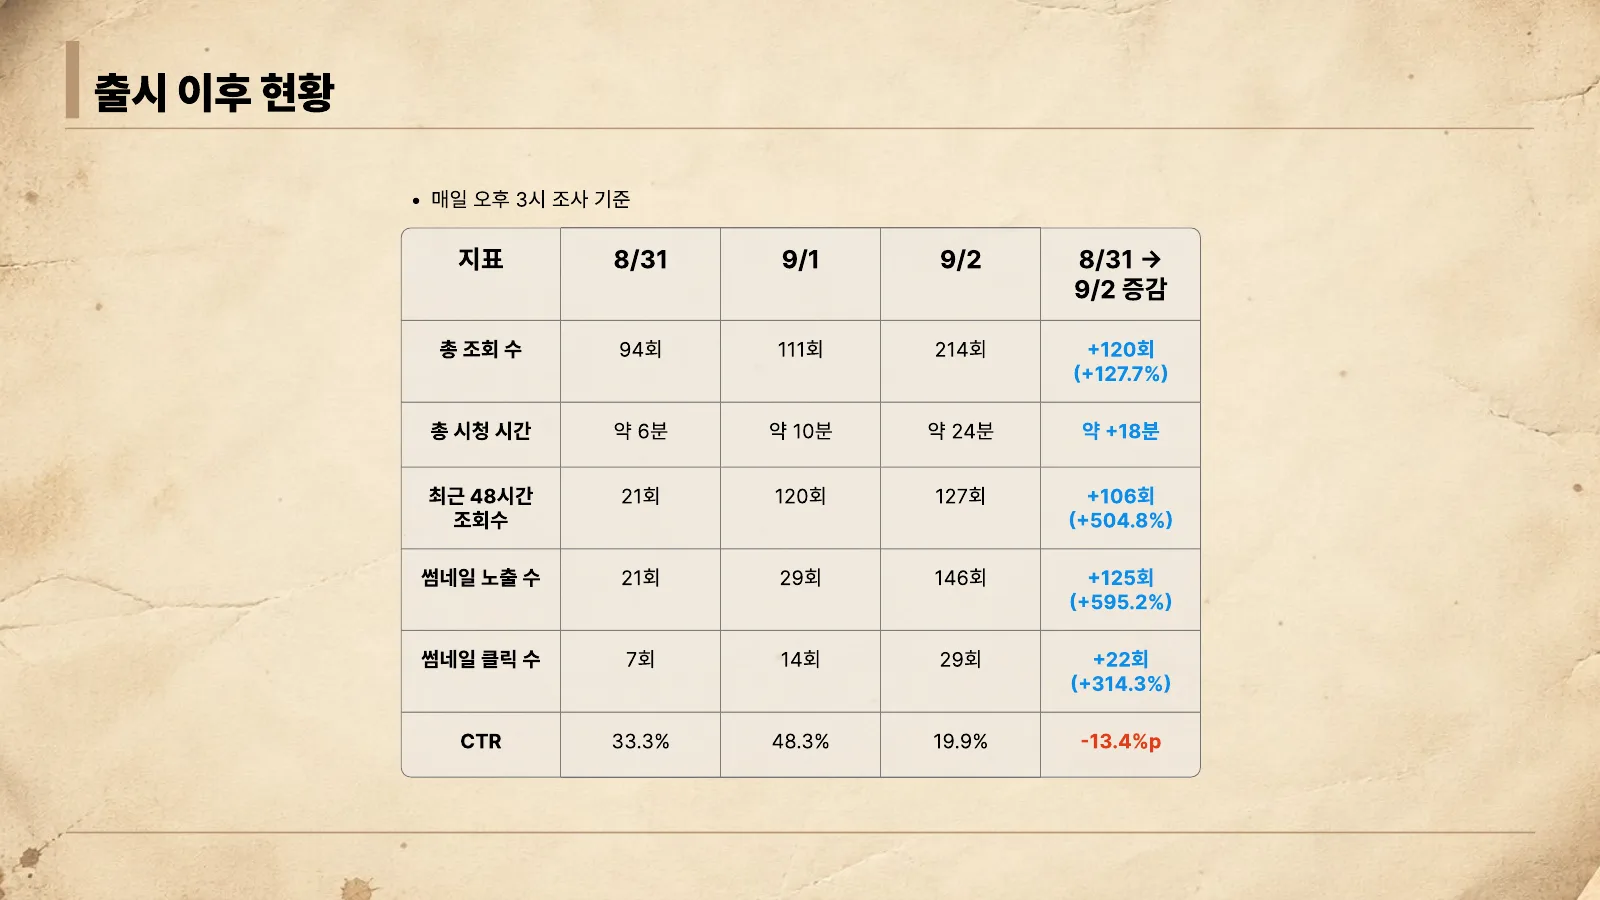 출시 이후 현황
• 매일 오후 3시 조사 기준
지표 8/31 9/1 9/2 8/31 →
9/2 증감
총 조회 수 94회 111회 214회 +120회
(+127.7%)
총 시청 시간 약 6분 약 10분 약 24분 약 +18분
최근 48시간 21회 120회 127회 +106회
조회수 (+504.8%)
썸네일 노출 수 21회 29회 146회 +125회
(+595.2%)
썸네일 클릭 수 7회 14회 29회 +22회
(+314.3%)
CTR 33.3% 48.3% 19.9% -13.4%p